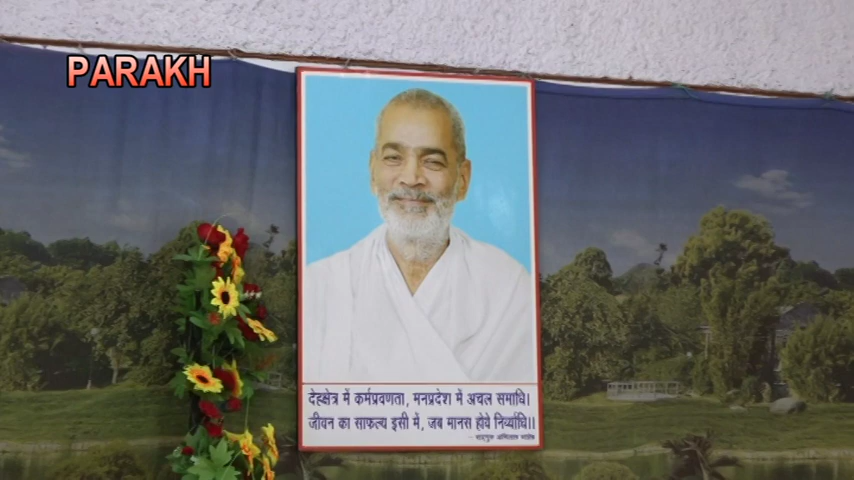 PARAKH
देहक्षेत्र में कर्मप्रवणता, मनप्रदेश में अचल समाधि।
जीवन का साफल्य इसी में, जब मानस होवे निर्व्याधि।।